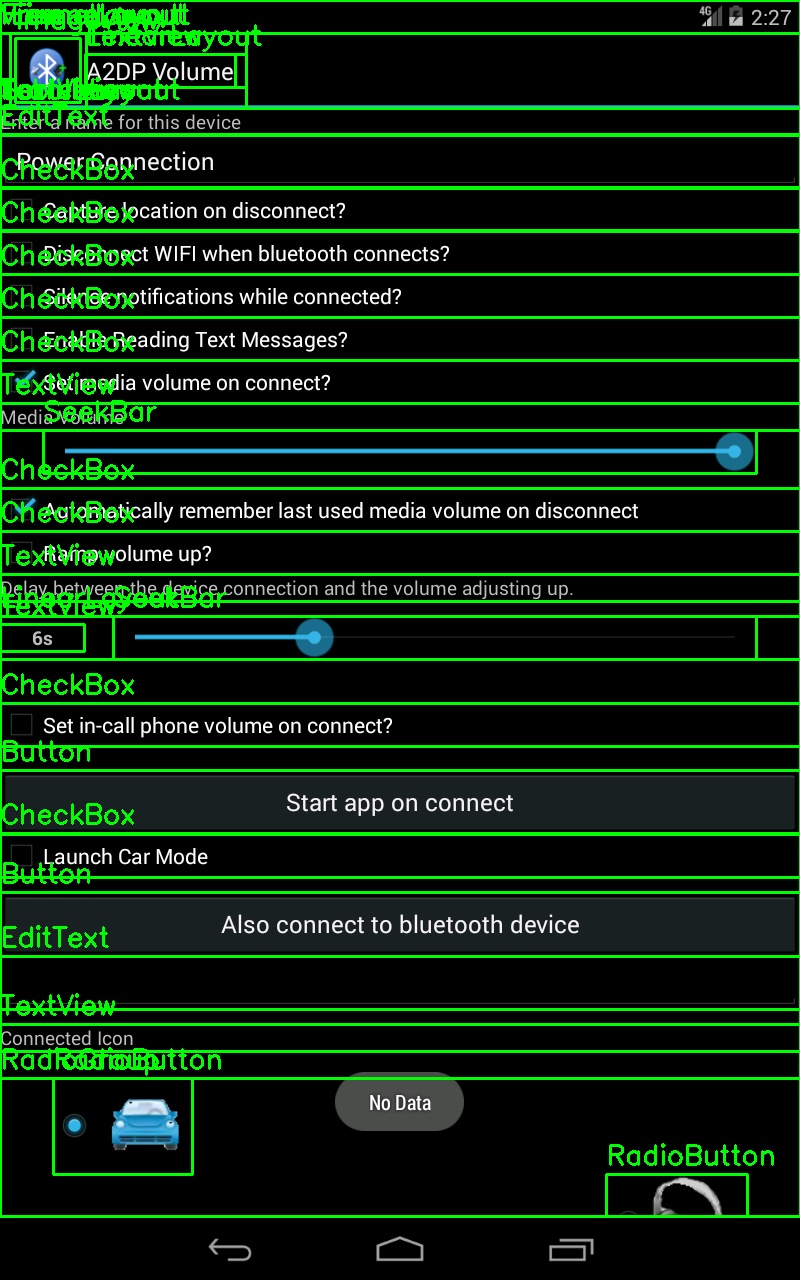 4G 2:27
TextView
A2DP Volume
EditText
Enter a name for this device
Power Connection
CheckBox
Capture location on disconnect?
CheckBox
Disconnect WIFI when bluetooth connects?
CheckBox
Silence notifications while connected?
CheckBox
Enable Reading Text Messages?
CheckBox
Set media volume on connect?
TextView
SeekBar
Media Volume
CheckBox
Automatically remember last used media volume on disconnect
CheckBox
Ramp volume up?
TextView
Delay between the device connection and the volume adjusting up.
LinearLayout
SeekBar
TextView
6s
CheckBox
Set in-call phone volume on connect?
Button
Start app on connect
CheckBox
Launch Car Mode
Button
Also connect to bluetooth device
EditText
TextView
Connected Icon
RadioGroup
RadioButton
No Data
RadioButton